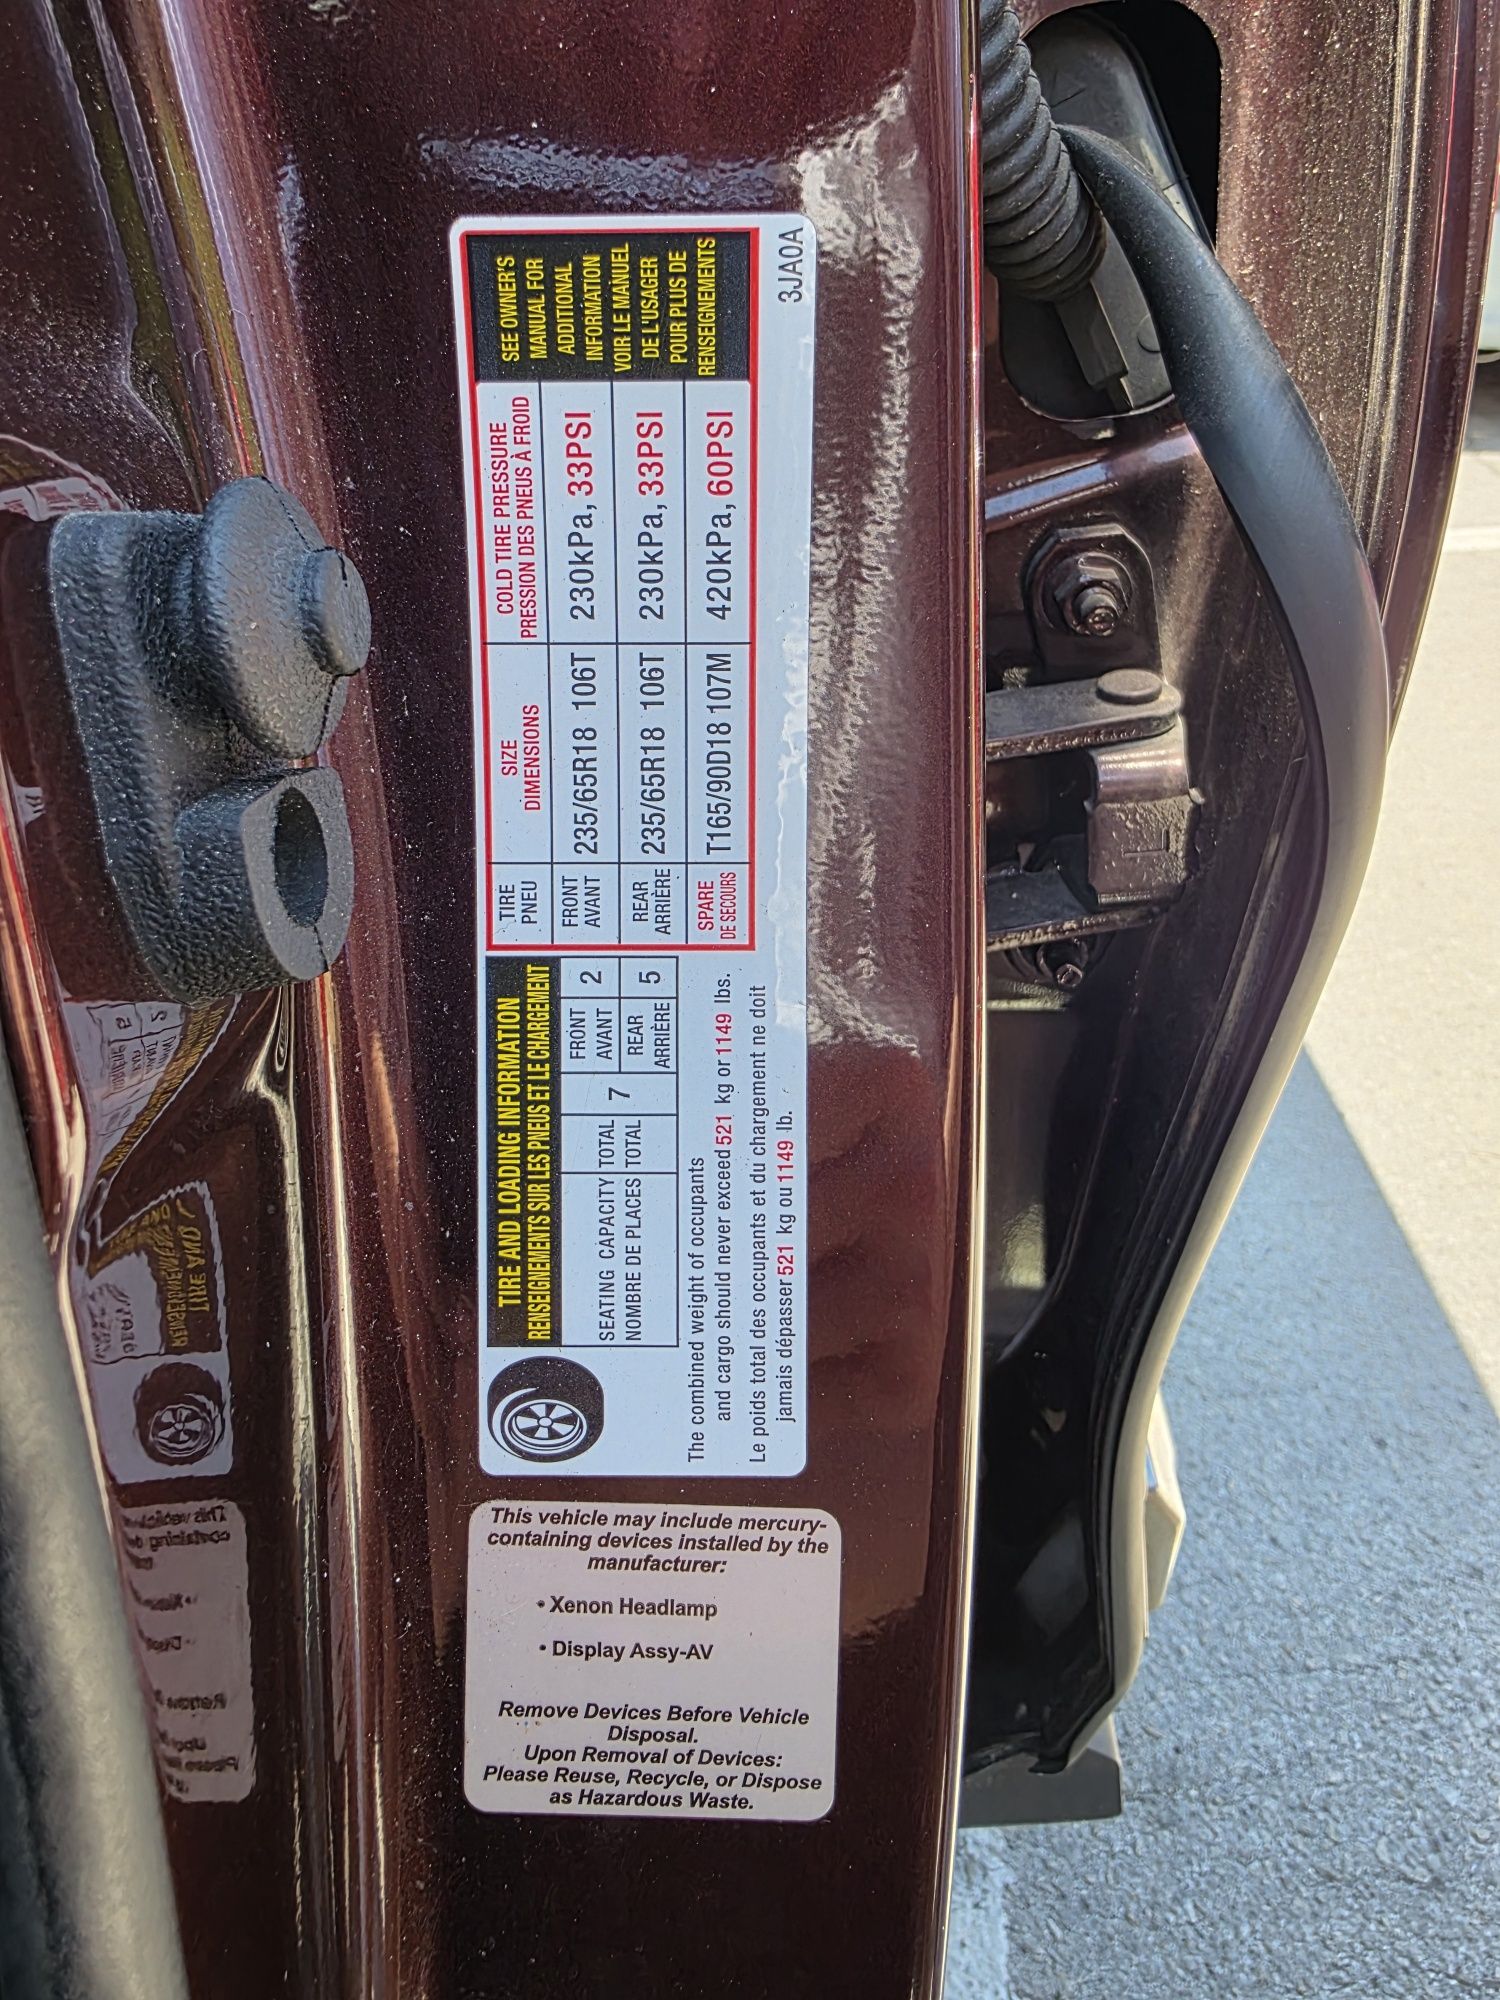 TIRE AND LOADING INFORMATION
RENSEIGNEMENTS SUR LES PNEUS ET LE CHARGEMENT
SEATING CAPACITY
NOMBRE DE PLACES
TOTAL
TOTAL
7
FRONT
AVANT
2
REAR
ARRIÈRE
5
The combined weight of occupants
and cargo should never exceed 521 kg or 1149 lbs.
Le poids total des occupants et du chargement ne doit
jamais dépasser 521 kg ou 1149 lb.
TIRE
PNEU
SIZE
DIMENSIONS
COLD TIRE PRESSURE
PRESSION DES PNEUS À FROID
FRONT
AVANT
235/65R18 106T
230kPa, 33PSI
REAR
ARRIÈRE
235/65R18 106T
230kPa, 33PSI
SPARE
DE SECOURS
T165/90D18 107M
420kPa, 60PSI
SEE OWNER'S
MANUAL FOR
ADDITIONAL
INFORMATION
VOIR LE MANUEL
DE L'USAGER
POUR PLUS DE
RENSEIGNEMENTS
3JA0A
This vehicle may include mercury-
containing devices installed by the
manufacturer:
• Xenon Headlamp
• Display Assy-AV
Remove Devices Before Vehicle
Disposal.
Upon Removal of Devices:
Please Reuse, Recycle, or Dispose
as Hazardous Waste.